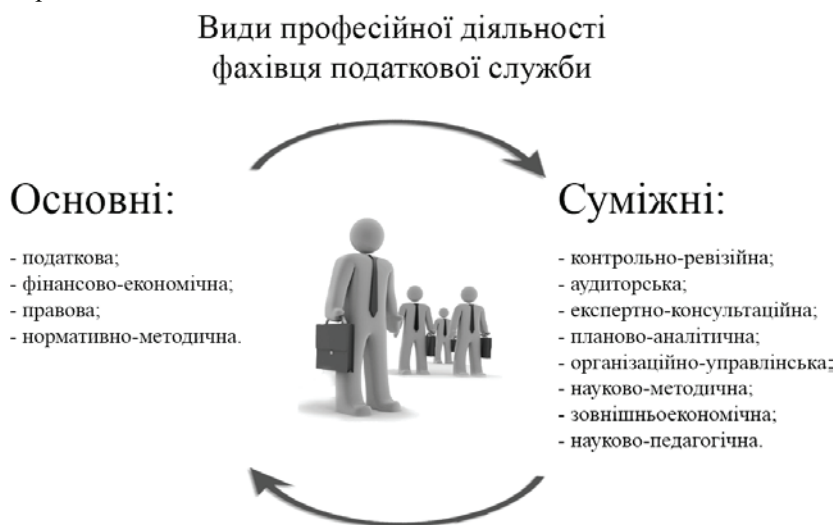 Види професійної діяльності
фахівця податкової служби
Основні:
- податкова;
- фінансово-економічна;
- правова;
- нормативно-методична.
Суміжні:
- контрольно-ревізійна;
- аудиторська;
- експертно-консультаційна;
- планово-аналітична;
- організаційно-управлінська;
- науково-методична;
- зовнішньоекономічна;
- науково-педагогічна.